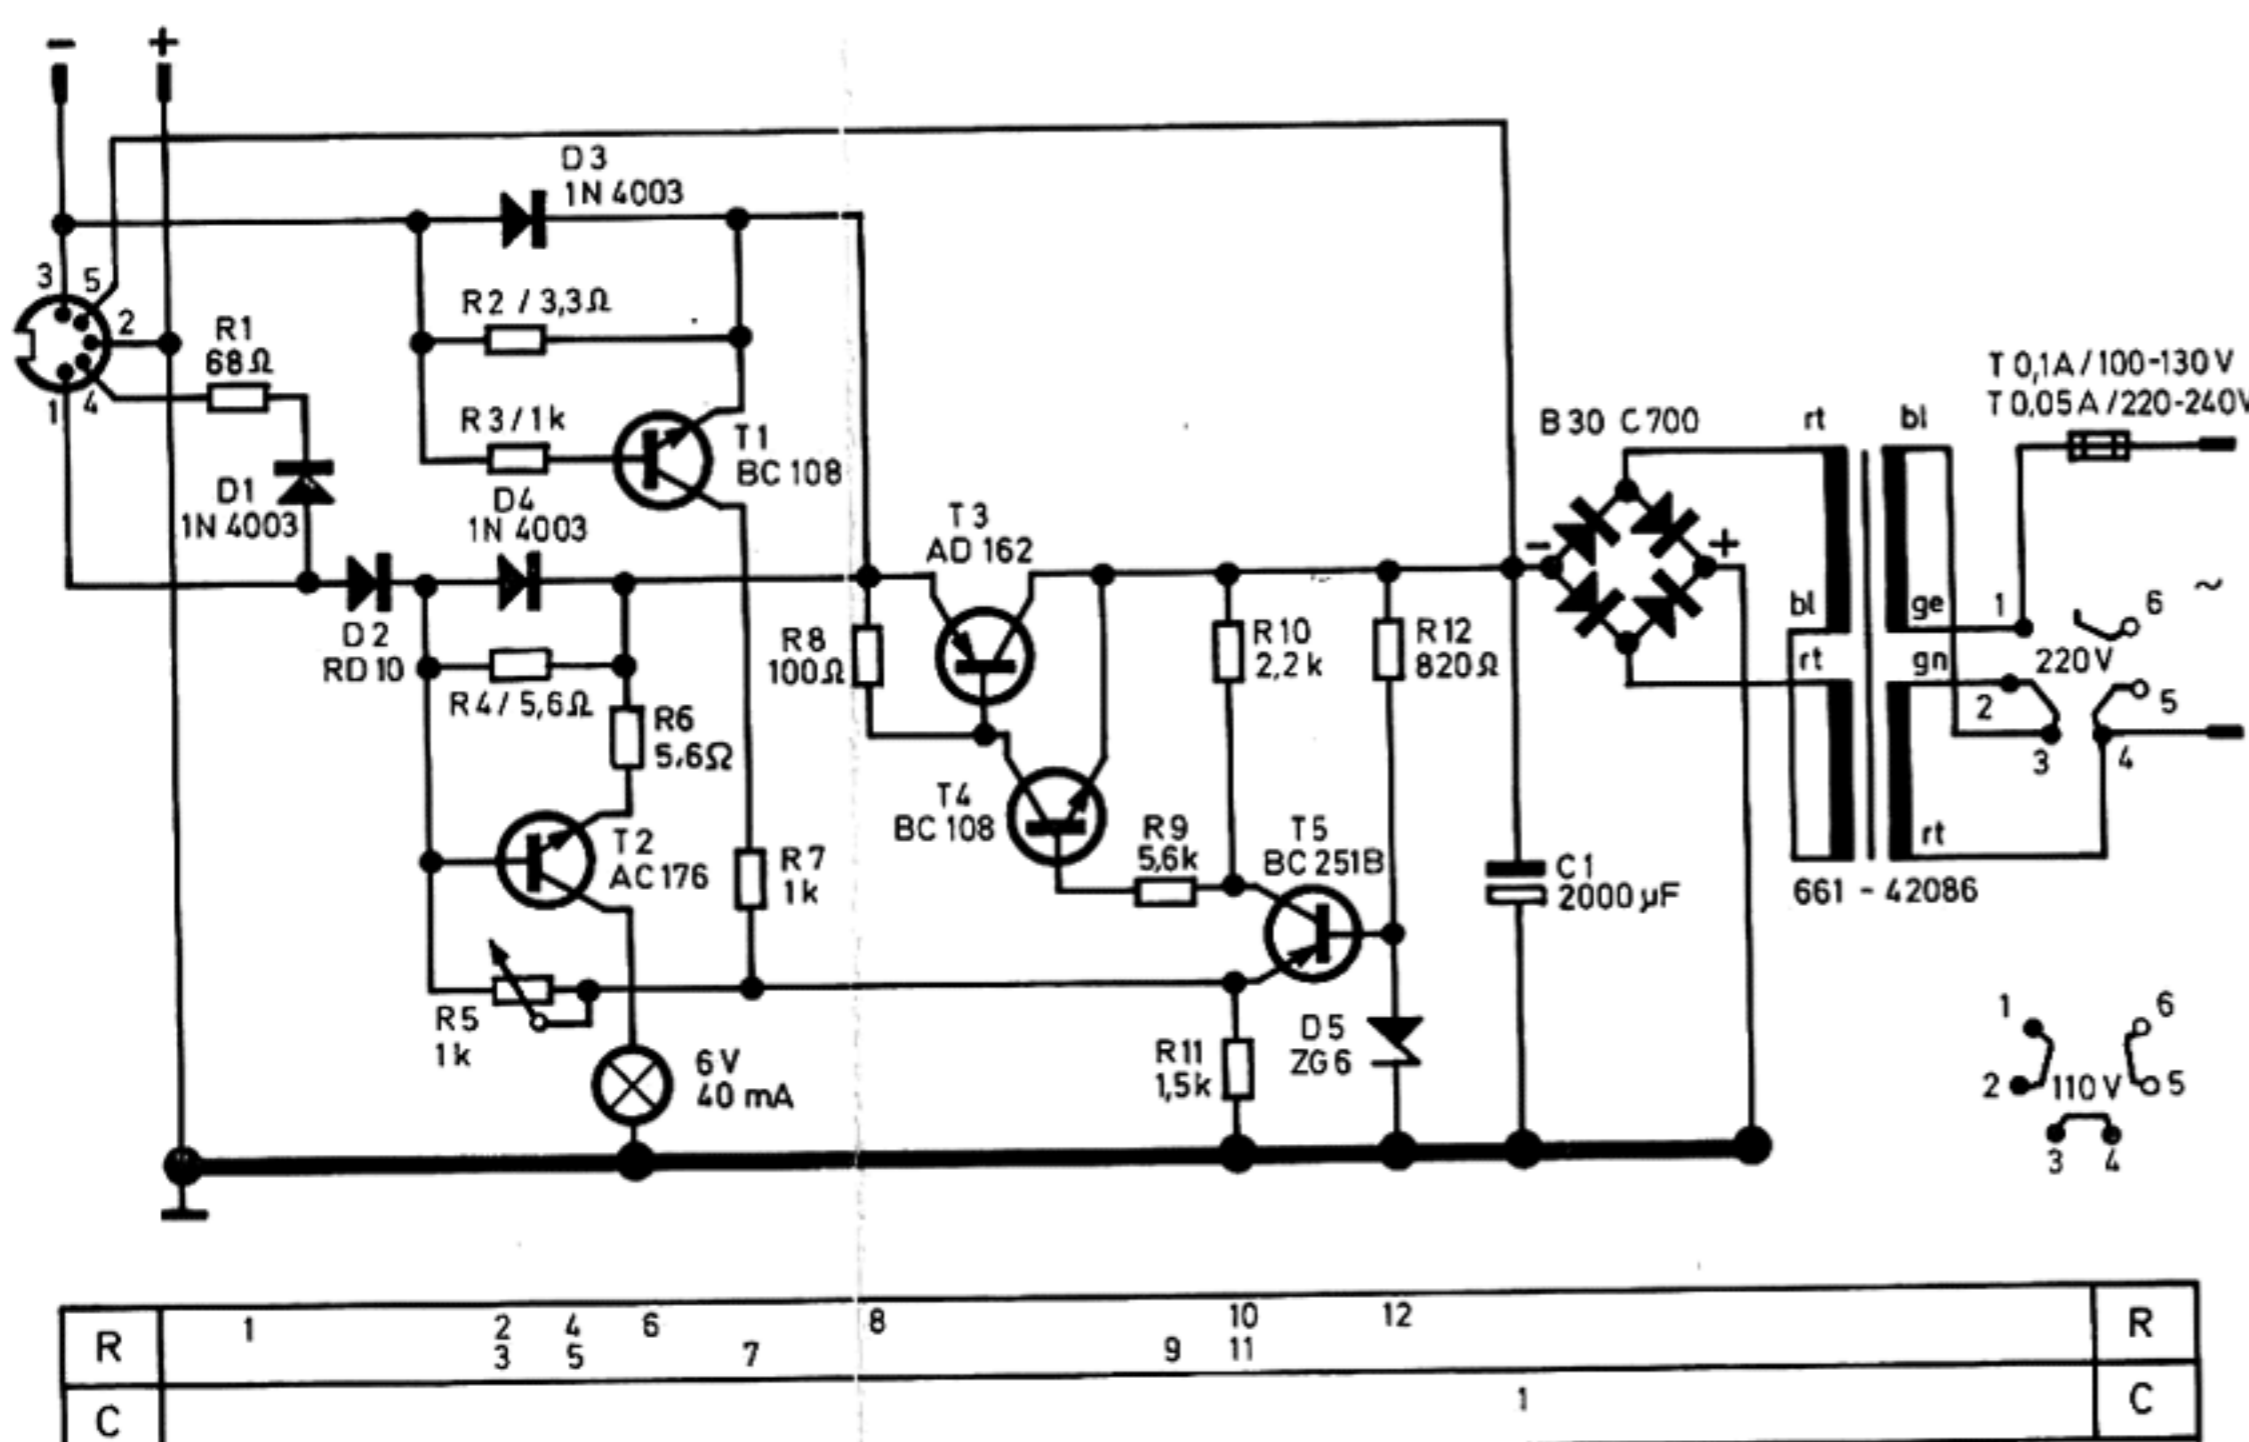 - +
D3
1N 4003
3 5
2
R1
68Ω
1 4
R2 / 3,3Ω
R3/1k
T1
BC 108
D1
1N 4003
D4
1N 4003
D2
RD 10
R4/ 5,6Ω
R6
5,6Ω
T2
AC 176
R7
1k
R5
1k
6V
40 mA
T3
AD 162
R8
100Ω
T4
BC 108
R9
5,6k
R10
2,2k
R12
820Ω
T5
BC 251B
R11
1,5k
D5
ZG 6
C1
2000 µF
B 30 C 700
- +
rt bl
bl ge
rt gn
rt
661 - 42086
T 0,1A/100-130V
T 0,05A/220-240V
1 6 ~
220V
2 5
3 4
1 6
2 110V 5
3 4
R 1 2 4 6 8 10 12 R
3 5 7 9 11
C 1 C